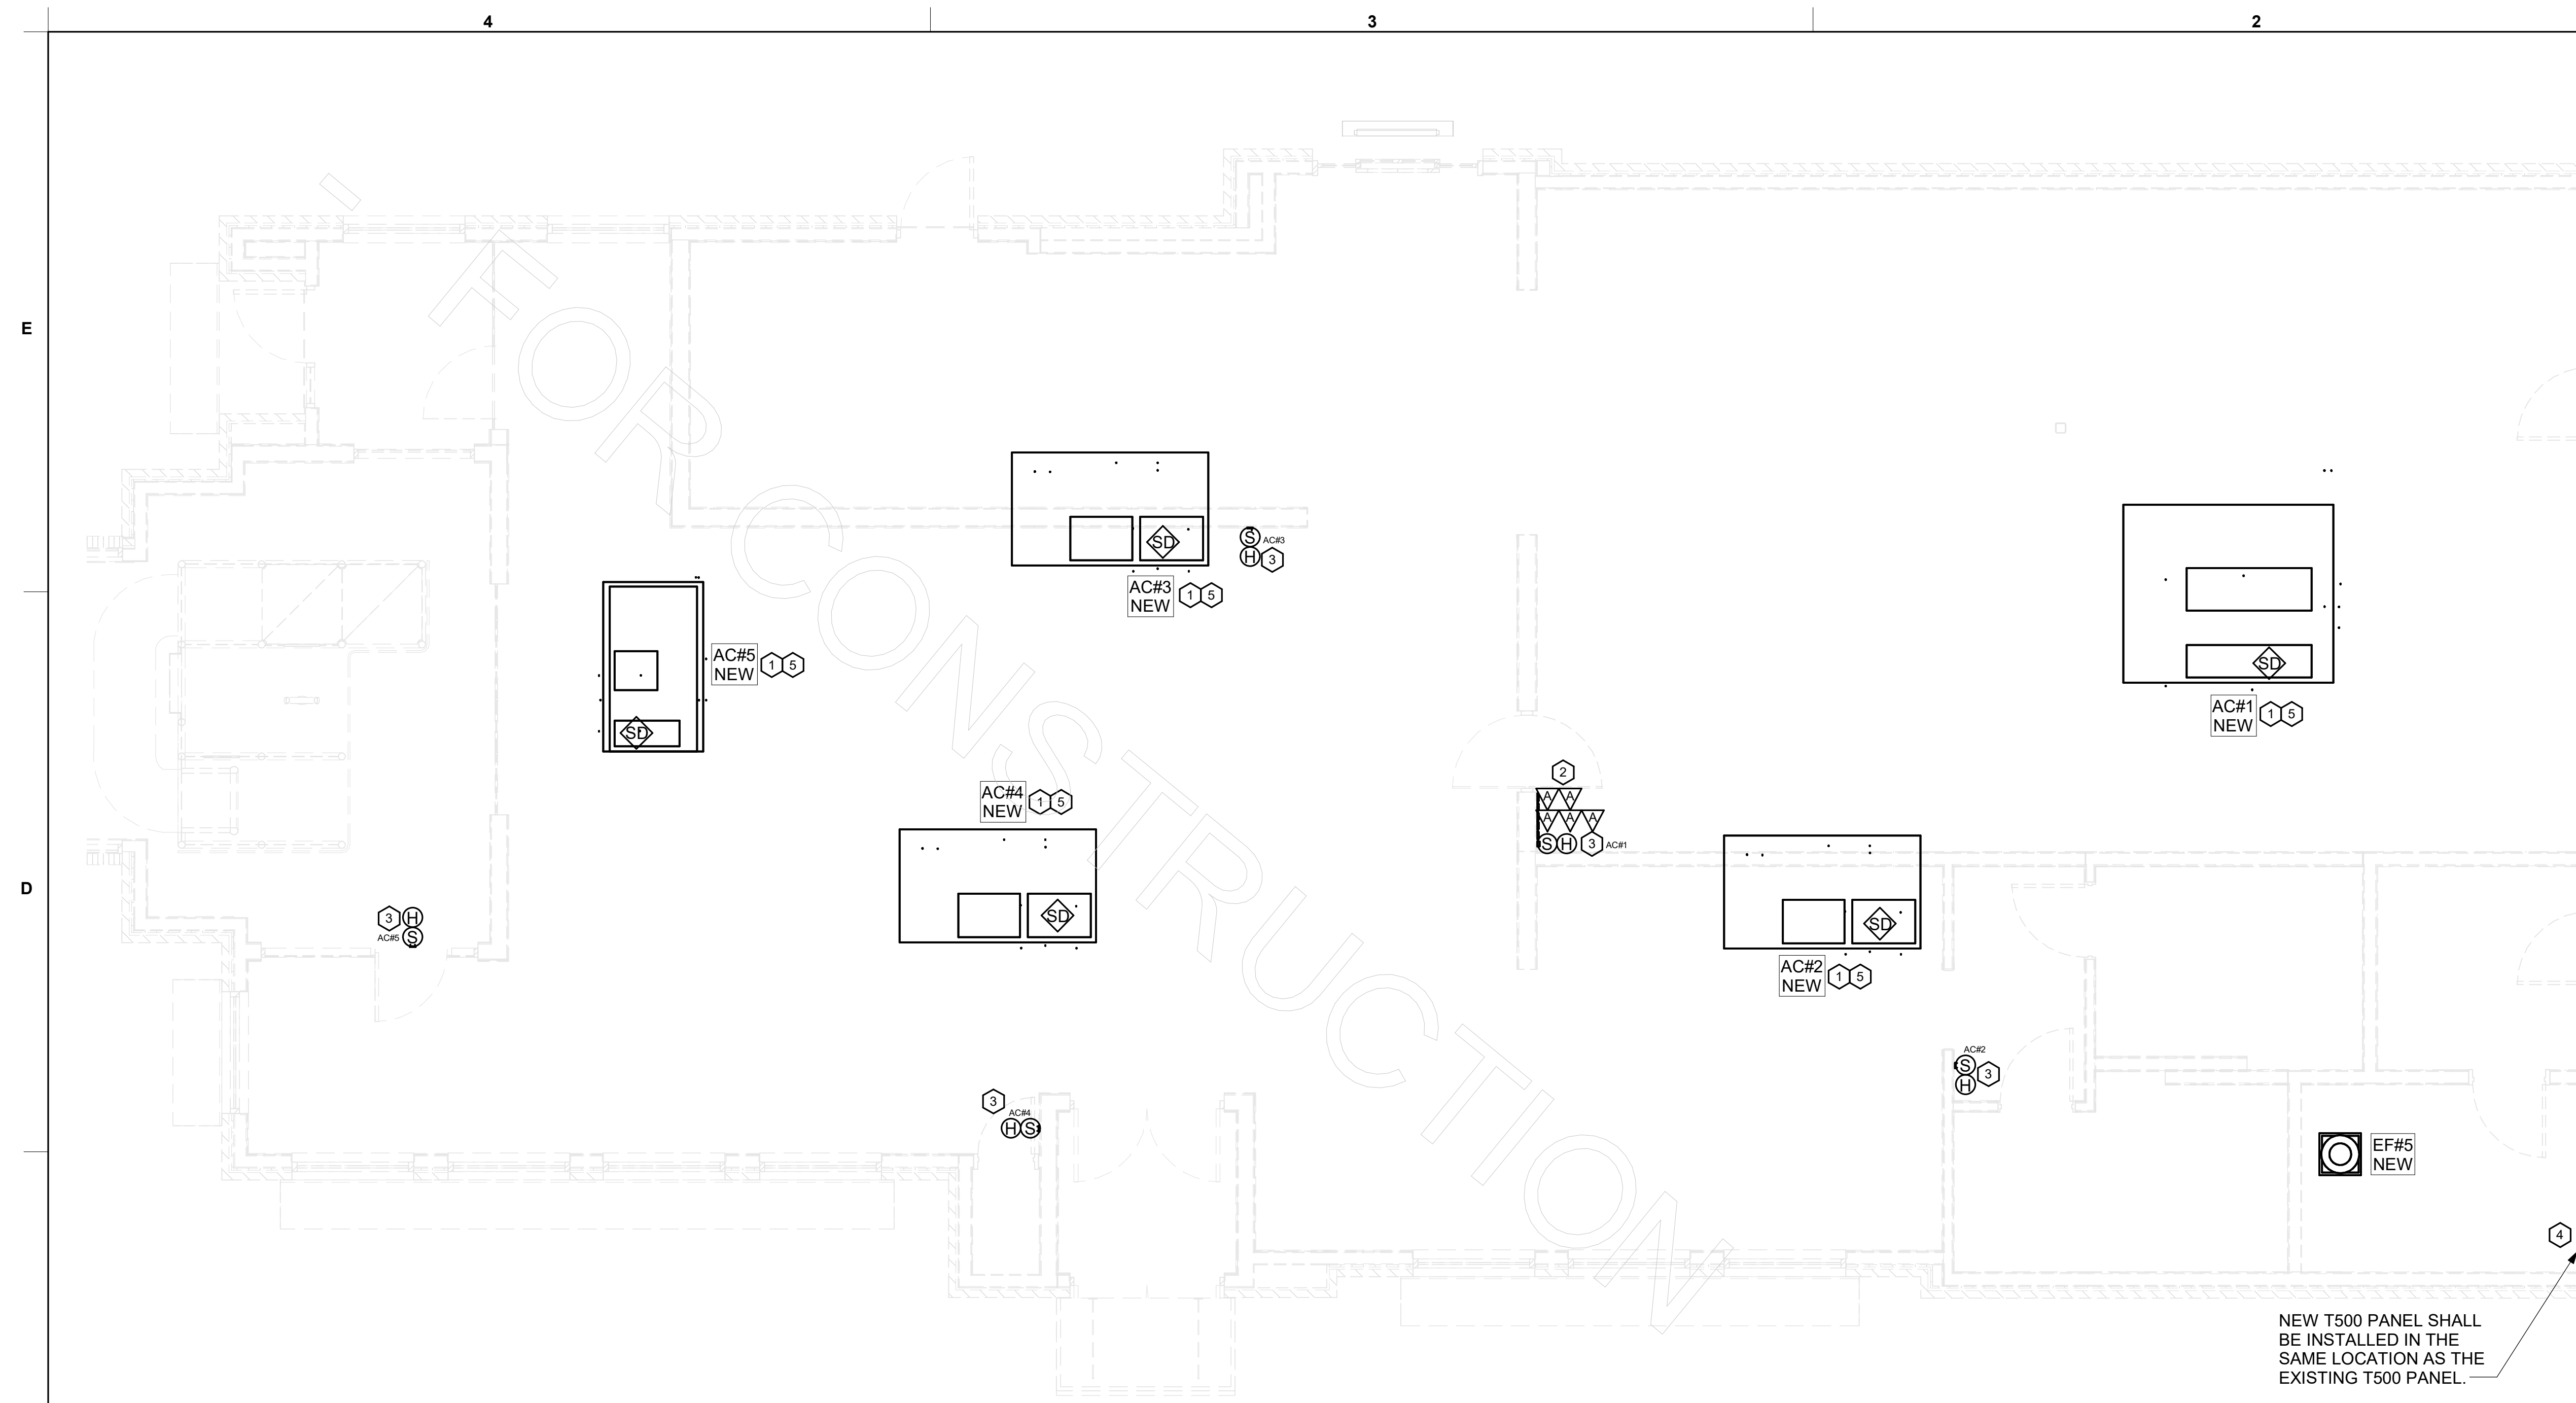 4
3
2
E
D
FOR CONSTRUCTION
SD
S
AC#3
H
3
AC#3
NEW
1
5
AC#5
NEW
1
5
SD
SD
AC#1
NEW
1
5
AC#4
NEW
1
5
2
A
A
A
A
A
S
H
3
AC#1
3
H
AC#5
S
SD
SD
AC#2
NEW
1
5
AC#2
S
3
H
3
AC#4
H
S
EF#5
NEW
4
NEW T500 PANEL SHALL
BE INSTALLED IN THE
SAME LOCATION AS THE
EXISTING T500 PANEL.